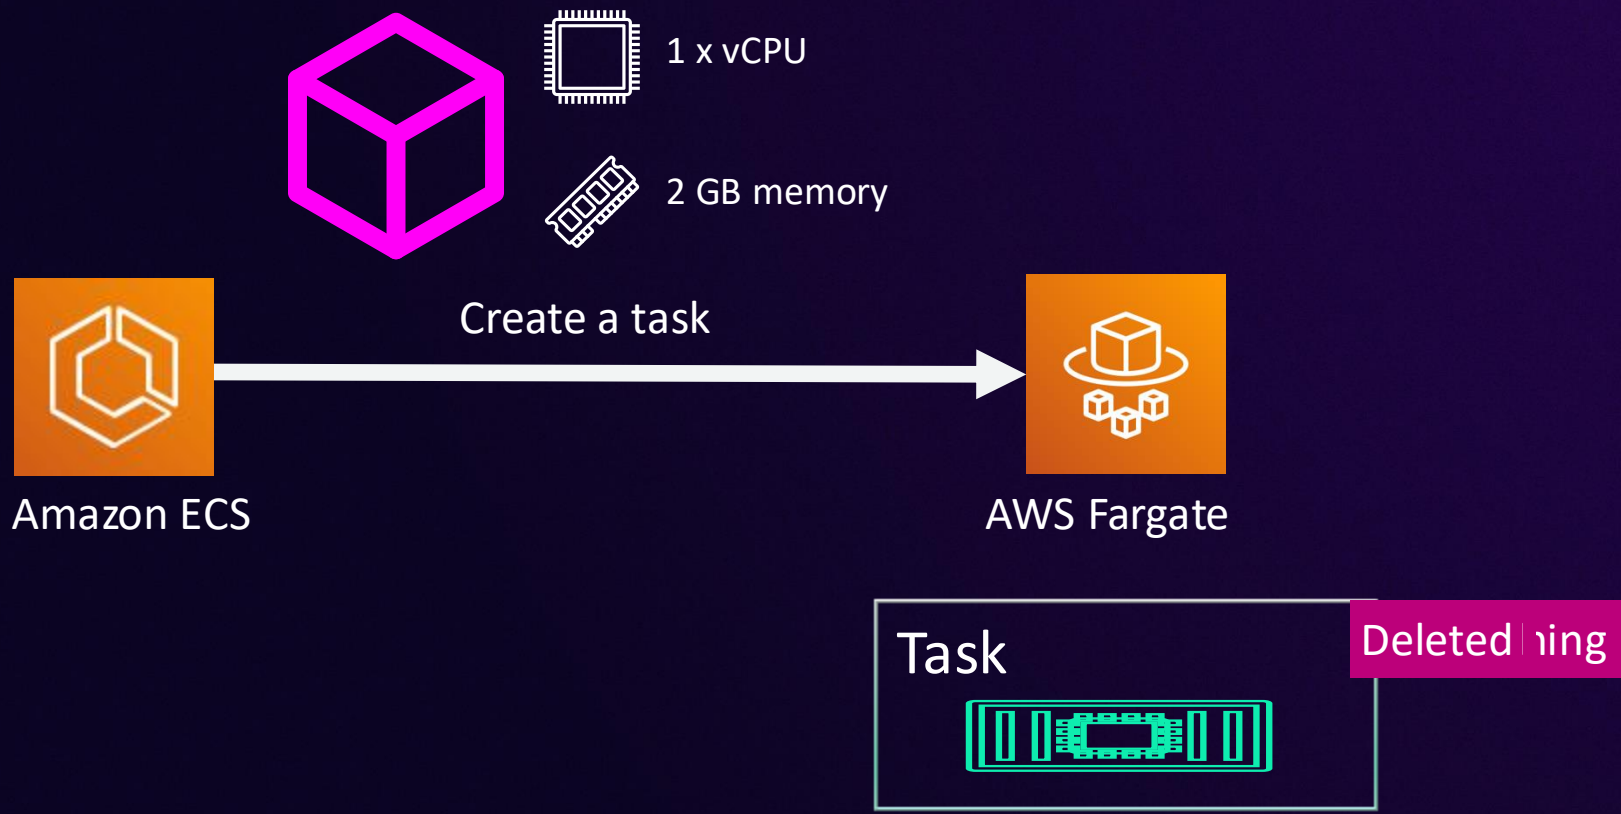 1 x vCPU
2 GB memory
Create a task
Amazon ECS
AWS Fargate
Task
Deleted